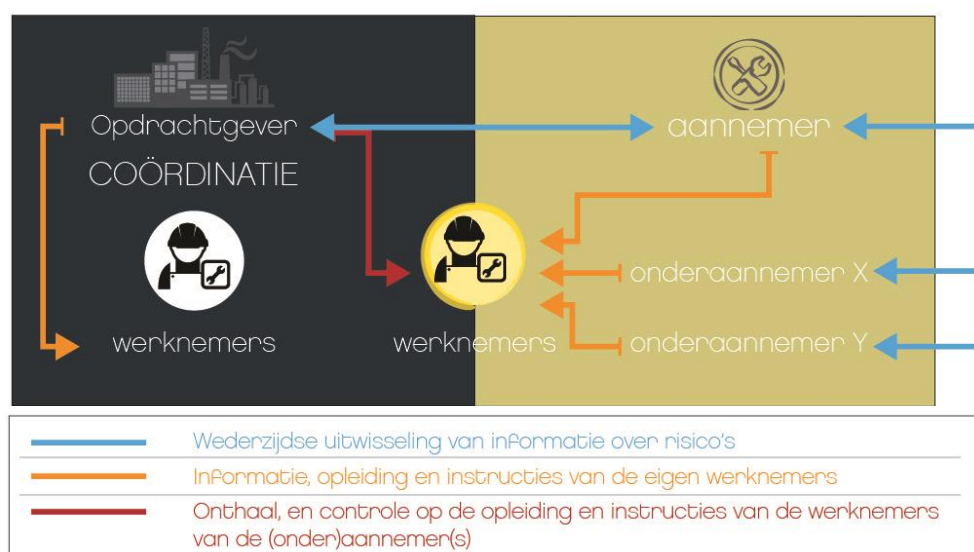 Opdrachtgever
aannemer
COÖRDINATIE
onderaannemer X
werknemers
werknemers
onderaannemer Y
Wederzijdse uitwisseling van informatie over risico's
Informatie, opleiding en instructies van de eigen werknemers
Onthaal, en controle op de opleiding en instructies van de werknemers
van de (onder)aannemer(s)